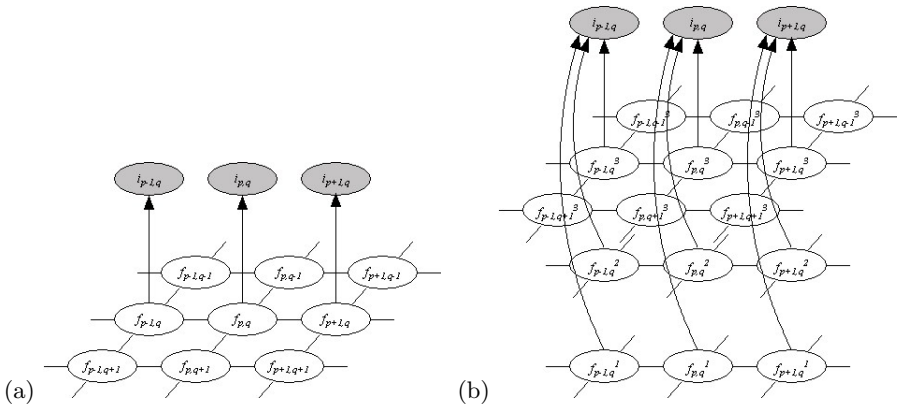 i_{p-1,q} i_{p,q} i_{p+1,q}
f_{p-1,q-1} f_{p,q-1} f_{p+1,q-1}
f_{p-1,q} f_{p,q} f_{p+1,q}
f_{p-1,q+1} f_{p,q+1} f_{p+1,q+1}
(a)
i_{p-1,q} i_{p,q} i_{p+1,q}
f_{p-1,q-1}^3 f_{p,q-1}^3 f_{p+1,q-1}^3
f_{p-1,q}^3 f_{p,q}^3 f_{p+1,q}^3
f_{p-1,q+1}^3 f_{p,q+1}^3 f_{p+1,q+1}^3
f_{p-1,q}^2 f_{p,q}^2 f_{p+1,q}^2
f_{p-1,q}^1 f_{p,q}^1 f_{p+1,q}^1
(b)